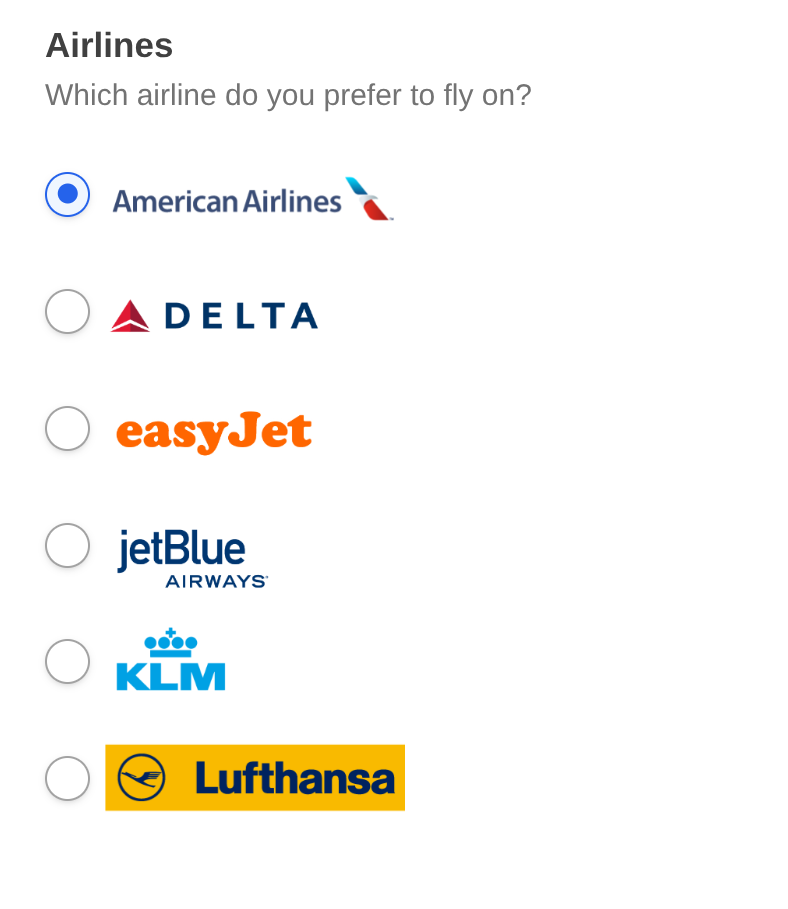 Airlines
Which airline do you prefer to fly on?
American Airlines
DELTA
easyJet
jetBlue
AIRWAYS
KLM
Lufthansa